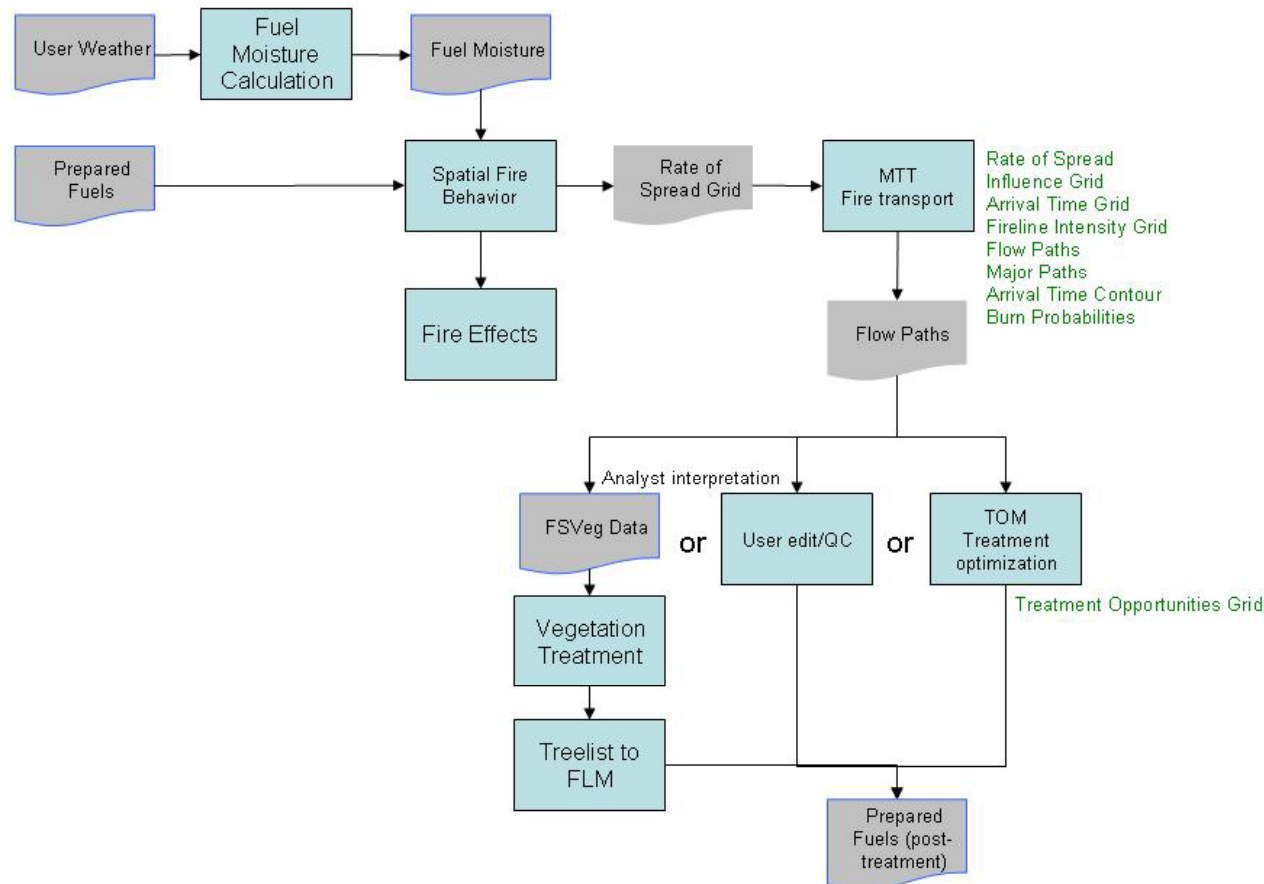 User Weather
Fuel
Moisture
Calculation
Fuel Moisture
Prepared
Fuels
Spatial Fire
Behavior
Rate of
Spread Grid
MTT
Fire transport
Rate of Spread
Influence Grid
Arrival Time Grid
Fireline Intensity Grid
Flow Paths
Major Paths
Arrival Time Contour
Burn Probabilities
Fire Effects
Flow Paths
Analyst interpretation
FSVeg Data
or
User edit/QC
or
TOM
Treatment
optimization
Treatment Opportunities Grid
Vegetation
Treatment
Treelist to
FLM
Prepared
Fuels (post-
treatment)